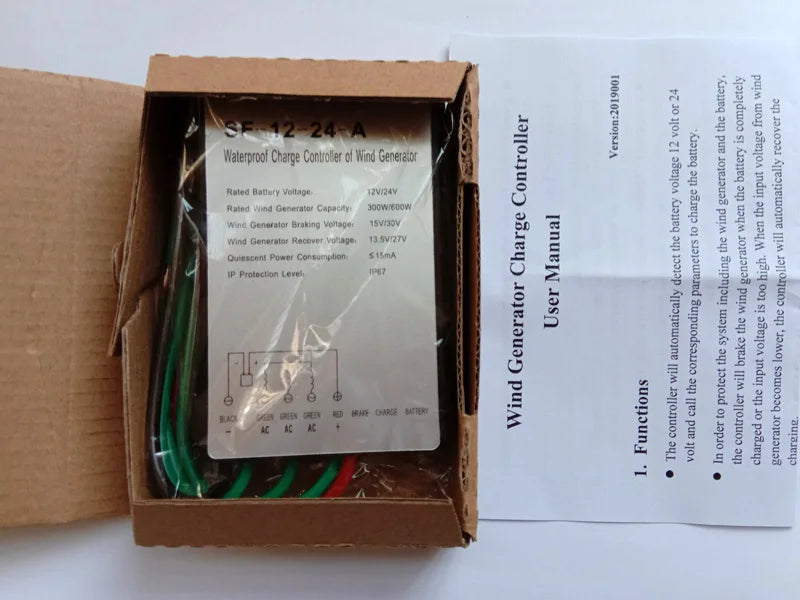 SF-12-24-A
Waterproof Charge Controller of Wind Generator
Rated Battery Voltage: 12V/24V
Rated Wind Generator Capacity: 300W/600W
Wind Generator Braking Voltage: 15V/30V
Wind Generator Recover Voltage: 13.5V/27V
Quiescent Power Consumption: ≤15mA
IP Protection Level: IP67
BLACK GREEN GREEN GREEN RED BRAKE CHARGE BATTERY
− AC AC AC +
Wind Generator Charge Controller
User Manual
Version:2019001
1. Functions
● The controller will automatically detect the battery voltage 12 volt or 24
volt and call the corresponding parameters to charge the battery.
● In order to protect the system including the wind generator and the battery,
the controller will brake the wind generator when the battery is completely
charged or the input voltage is too high. When the input voltage from wind
generator becomes lower, the controller will automatically recover the
charging.